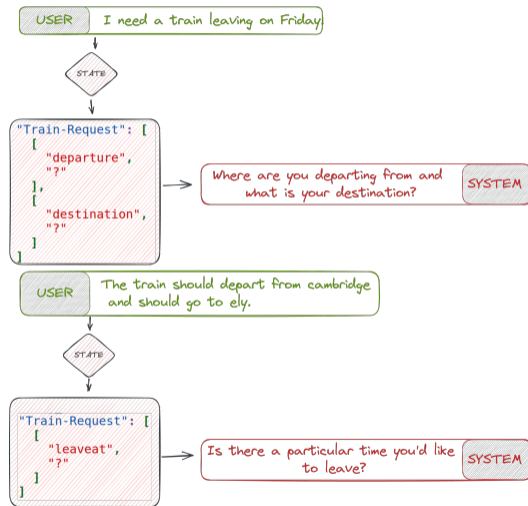 USER
I need a train leaving on Friday.
STATE
"Train-Request": [
[
"departure",
"?"
],
[
"destination",
"?"
]
]
Where are you departing from and
what is your destination?
SYSTEM
USER
The train should depart from cambridge
and should go to ely.
STATE
"Train-Request": [
[
"leaveat",
"?"
]
]
Is there a particular time you'd like
to leave?
SYSTEM